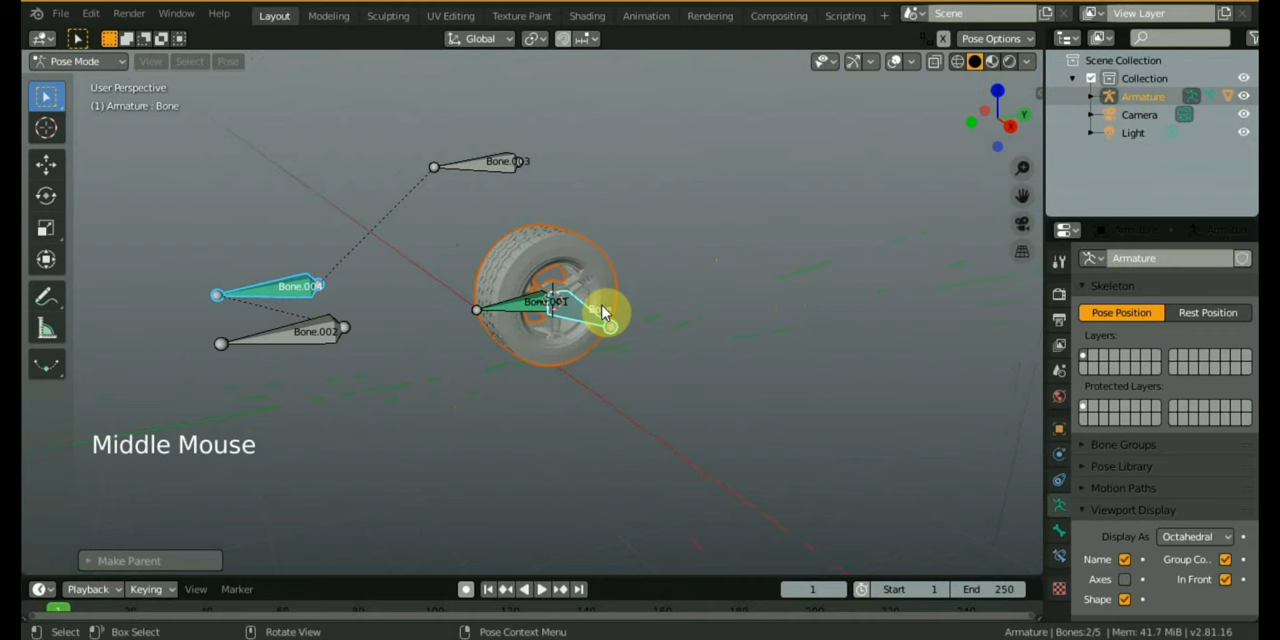 File Edit Render Window Help Layout Modeling Sculpting UV Editing Texture Paint Shading Animation Rendering Compositing Scripting + Scene View Layer
Global X Pose Options
Pose Mode View Select Pose
User Perspective
(1) Armature : Bone
Scene Collection
Collection
Armature
Camera
Light
Z
Y
X
Bone.003
Bone.004
Bone.001
Bone.002
Armature
Skeleton
Pose Position Rest Position
Layers:
Protected Layers:
Bone Groups
Pose Library
Motion Paths
Viewport Display
Display As Octahedral
Name Group Co..
Axes In Front
Shape
Middle Mouse
Make Parent
Playback Keying View Marker 1 Start 1 End 250
1
Select Box Select Rotate View Pose Context Menu Armature | Bones:2/5 | Mem: 41.7 MiB | v2.81.16